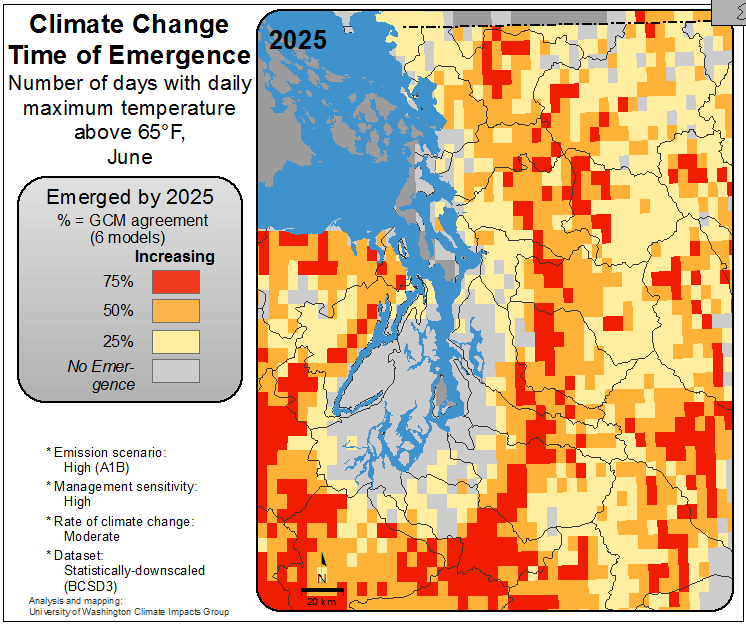 Climate Change
Time of Emergence
Number of days with daily
maximum temperature
above 65°F,
June
Emerged by 2025
% = GCM agreement
(6 models)
Increasing
75%
50%
25%
No Emer-
gence
* Emission scenario:
High (A1B)
* Management sensitivity:
High
* Rate of climate change:
Moderate
* Dataset:
Statistically-downscaled
(BCSD3)
Analysis and mapping:
University of Washington Climate Impacts Group
2025
N
20 km